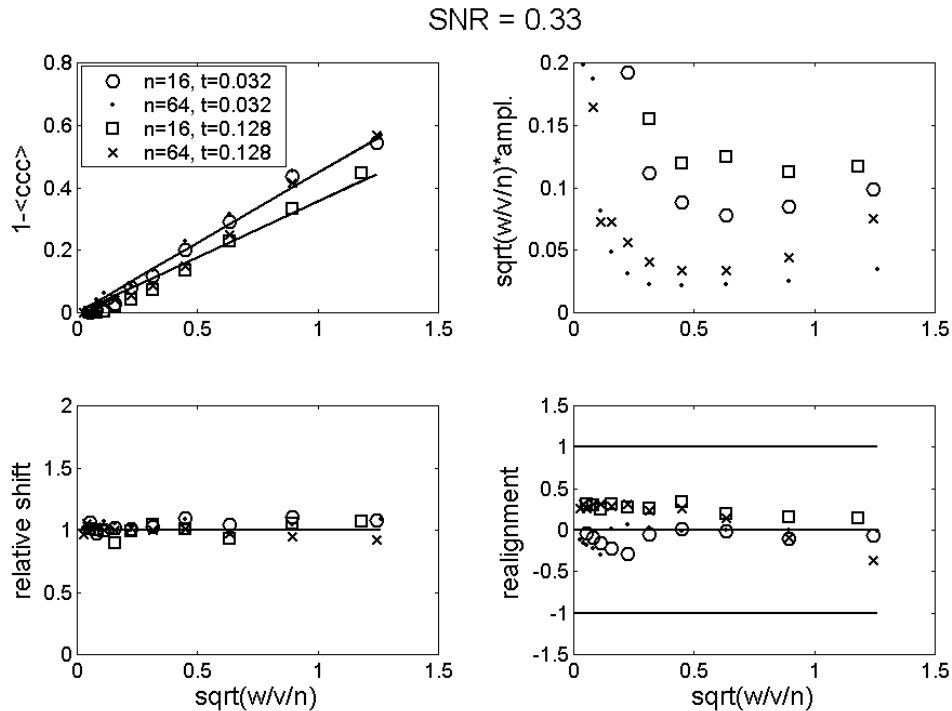 SNR = 0.33
0.8
0.6
0.4
0.2
0
1-<ccc>
n=16, t=0.032
n=64, t=0.032
n=16, t=0.128
n=64, t=0.128
0 0.5 1 1.5
0.2
0.15
0.1
0.05
0
sqrt(w/v/n)*ampl.
0 0.5 1 1.5
2
1.5
1
0.5
0
relative shift
0 0.5 1 1.5
sqrt(w/v/n)
1.5
1
0.5
0
-0.5
-1
-1.5
realignment
0 0.5 1 1.5
sqrt(w/v/n)